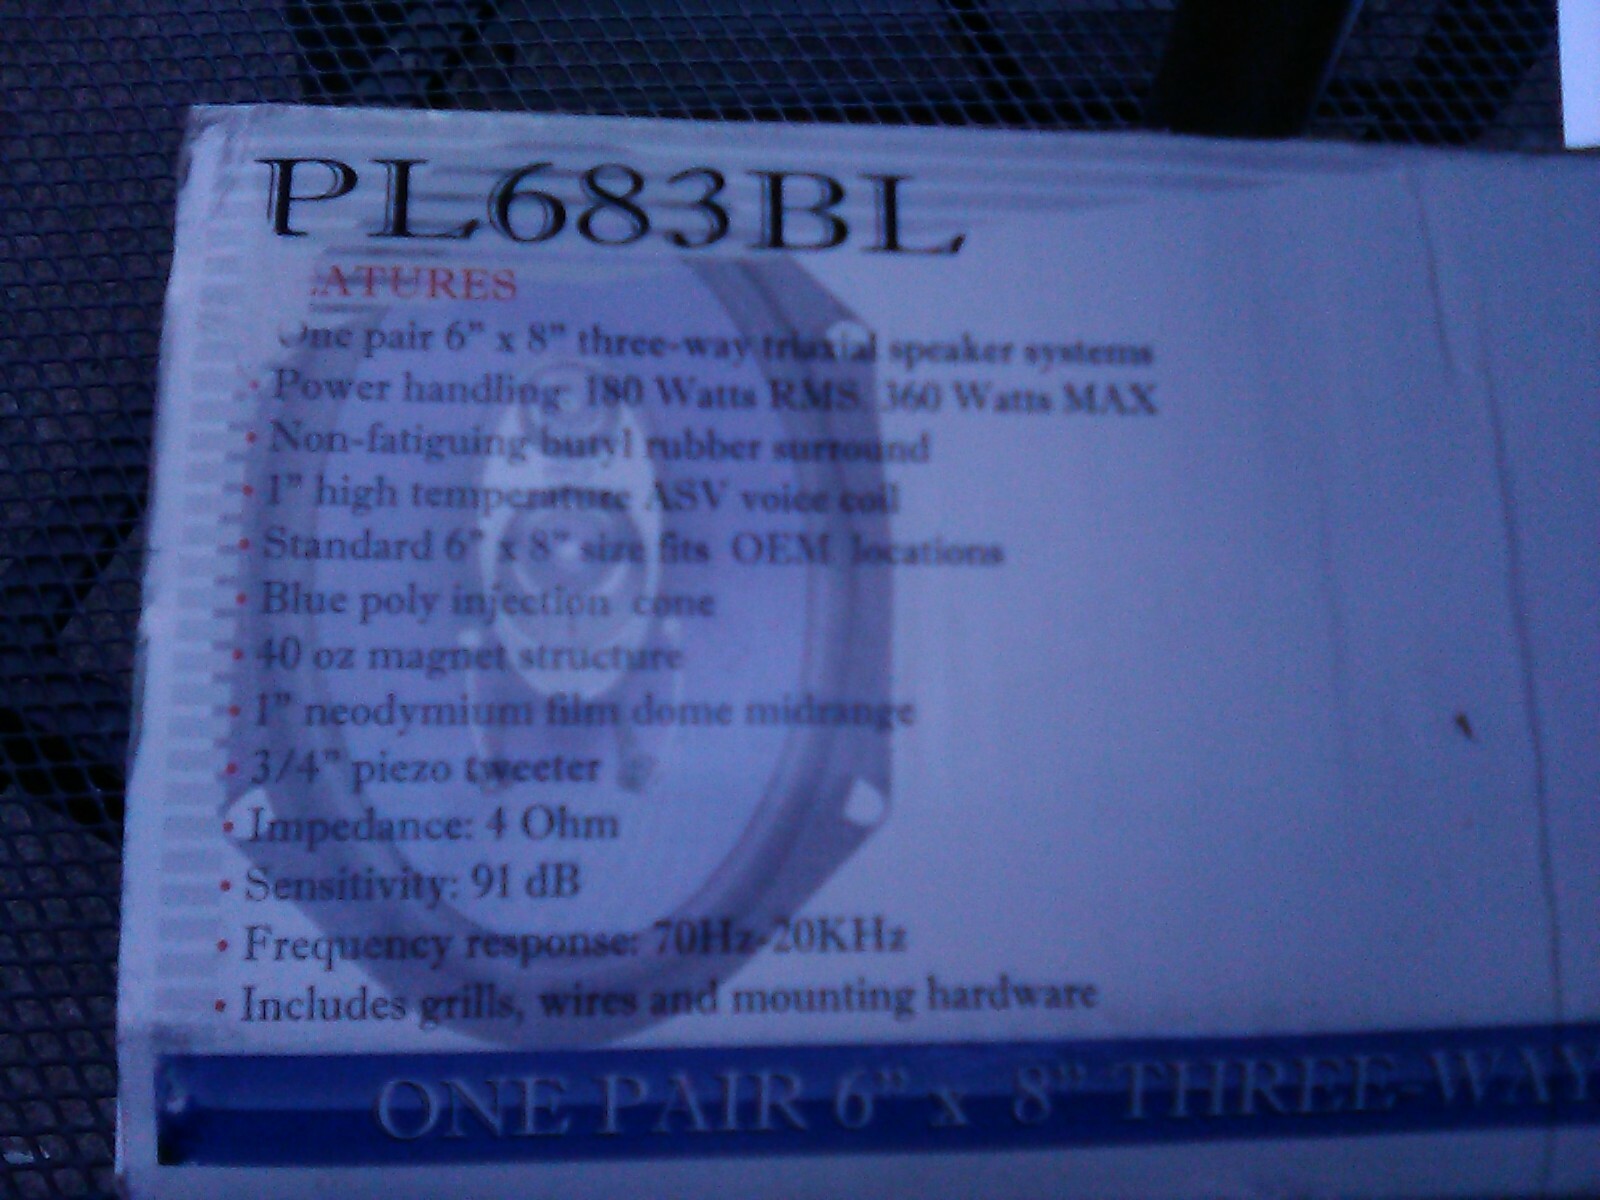 PL683BL
ATURES
One pair 6" x 8" three-way triaxial speaker systems
• Power handling: 180 Watts RMS, 360 Watts MAX
• Non-fatiguing butyl rubber surround
• 1" high temperature ASV voice coil
• Standard 6" x 8" size fits OEM locations
• Blue poly injection cone
• 40 oz magnet structure
• 1" neodymium film dome midrange
• 3/4" piezo tweeter
• Impedance: 4 Ohm
• Sensitivity: 91 dB
• Frequency response: 70Hz-20KHz
• Includes grills, wires and mounting hardware
ONE PAIR 6" x 8" THREE-WAY